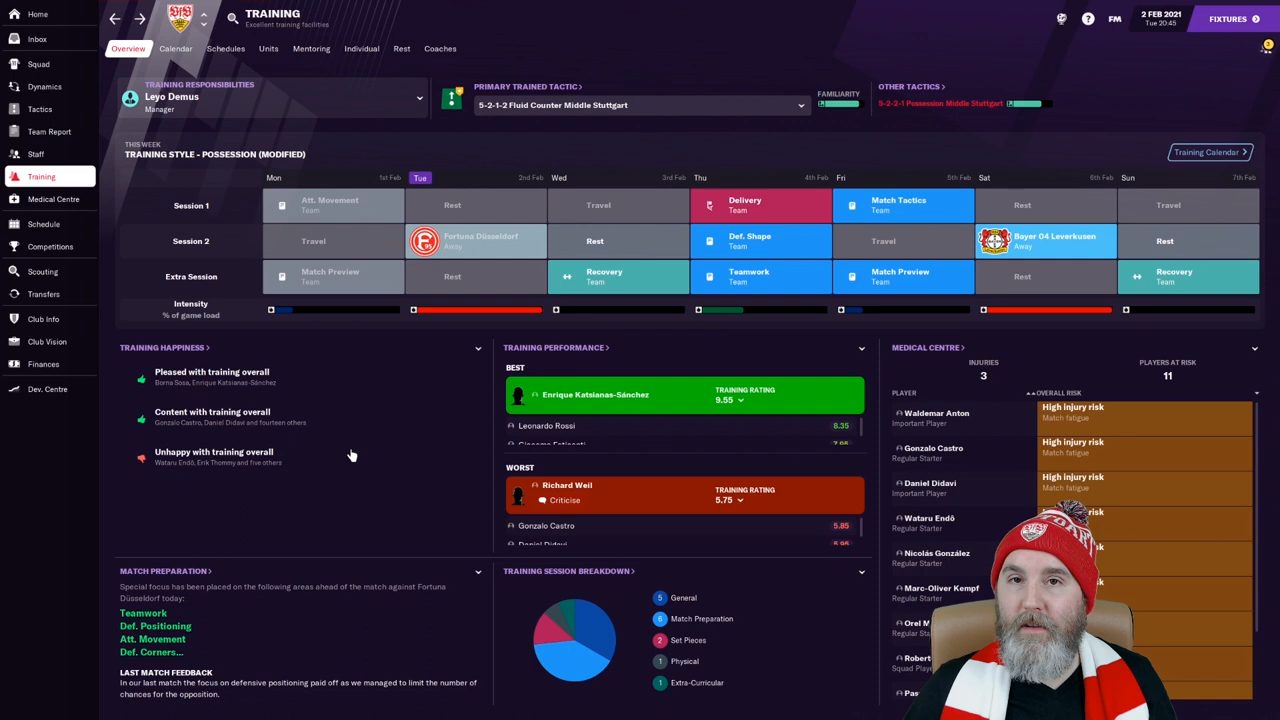 Home
Inbox
Squad
Dynamics
Tactics
Team Report
Staff
Training
Medical Centre
Schedule
Competitions
Scouting
Transfers
Club Info
Club Vision
Finances
Dev. Centre
TRAINING
Excellent training facilities
FM
2 FEB 2021
Tue 20:45
FIXTURES
Overview Calendar Schedules Units Mentoring Individual Rest Coaches
TRAINING RESPONSIBILITIES
Leyo Demus
Manager
PRIMARY TRAINED TACTIC
5-2-1-2 Fluid Counter Middle Stuttgart
FAMILIARITY
OTHER TACTICS
5-2-2-1 Possession Middle Stuttgart
THIS WEEK
TRAINING STYLE - POSSESSION (MODIFIED)
Training Calendar
Mon 1st Feb Tue 2nd Feb Wed 3rd Feb Thu 4th Feb Fri 5th Feb Sat 6th Feb Sun 7th Feb
Session 1
Att. Movement
Team
Rest
Travel
Delivery
Team
Match Tactics
Team
Rest
Travel
Session 2
Travel
Fortuna Düsseldorf
Away
Rest
Def. Shape
Team
Travel
Bayer 04 Leverkusen
Away
Rest
Extra Session
Match Preview
Team
Rest
Recovery
Team
Teamwork
Team
Match Preview
Team
Rest
Recovery
Team
Intensity
% of game load
TRAINING HAPPINESS
Pleased with training overall
Borna Sosa, Enrique Katsianas-Sánchez
Content with training overall
Gonzalo Castro, Daniel Didavi and fourteen others
Unhappy with training overall
Wataru Endō, Erik Thommy and five others
TRAINING PERFORMANCE
BEST
Enrique Katsianas-Sánchez
TRAINING RATING
9.55
Leonardo Rossi 8.35
WORST
Richard Weil
Criticise
TRAINING RATING
5.75
Gonzalo Castro 5.85
Daniel Didavi 5.95
MEDICAL CENTRE
INJURIES
3
PLAYERS AT RISK
11
PLAYER OVERALL RISK
Waldemar Anton
Important Player
High injury risk
Match fatigue
Gonzalo Castro
Regular Starter
High injury risk
Match fatigue
Daniel Didavi
Important Player
High injury risk
Match fatigue
Wataru Endō
Regular Starter
Nicolás González
Regular Starter
Marc-Oliver Kempf
Regular Starter
Orel M
Regular Sta
Robert
Squad Playe
Pas
MATCH PREPARATION
Special focus has been placed on the following areas ahead of the match against Fortuna
Düsseldorf today:
Teamwork
Def. Positioning
Att. Movement
Def. Corners...
LAST MATCH FEEDBACK
In our last match the focus on defensive positioning paid off as we managed to limit the number of
chances for the opposition.
TRAINING SESSION BREAKDOWN
5 General
6 Match Preparation
2 Set Pieces
1 Physical
1 Extra-Curricular